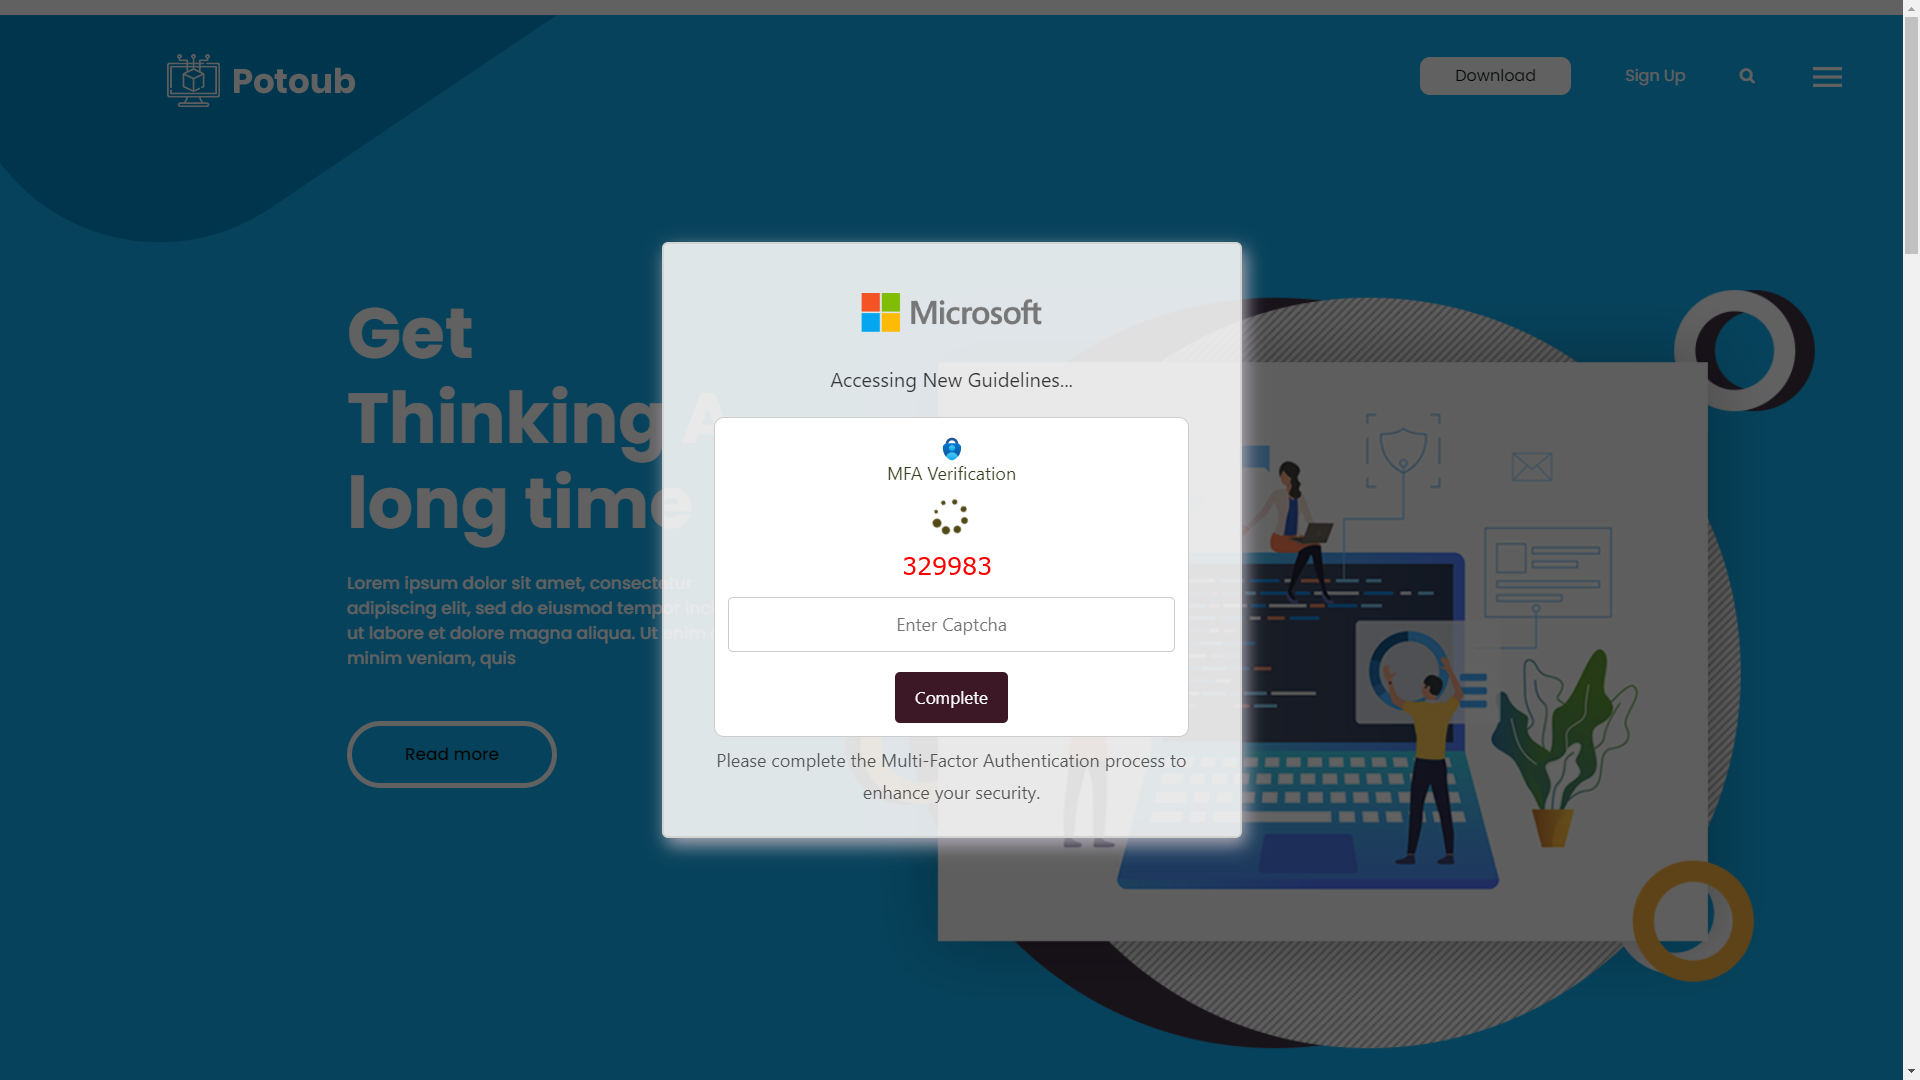 Potoub
Download
Sign Up
Get
Thinking A
long time
Lorem ipsum dolor sit amet, consectetur
adipiscing elit, sed do eiusmod tempor
ut labore et dolore magna aliqua. Ut enim
minim veniam, quis
Read more
Microsoft
Accessing New Guidelines...
MFA Verification
329983
Enter Captcha
Complete
Please complete the Multi-Factor Authentication process to
enhance your security.